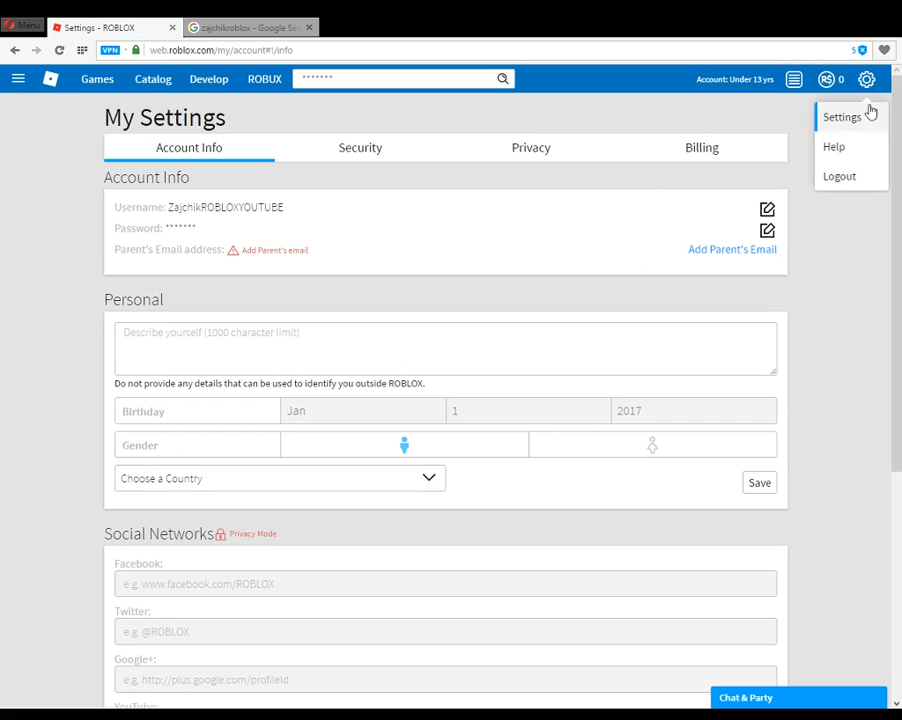 Menu
Settings - ROBLOX
zajchikroblox - Google Sea
VPN
web.roblox.com/my/account#!/info
5
Games
Catalog
Develop
ROBUX
*******
Account: Under 13 yrs
R$ 0
My Settings
Settings
Help
Logout
Account Info
Security
Privacy
Billing
Account Info
Username: ZajchikROBLOXYOUTUBE
Password: *******
Parent's Email address: Add Parent's email
Add Parent's Email
Personal
Describe yourself (1000 character limit)
Do not provide any details that can be used to identify you outside ROBLOX.
Birthday Jan 1 2017
Gender
Choose a Country
Save
Social Networks Privacy Mode
Facebook:
e.g. www.facebook.com/ROBLOX
Twitter:
e.g. @ROBLOX
Google+:
e.g. http://plus.google.com/profileId
YouTube:
Chat & Party